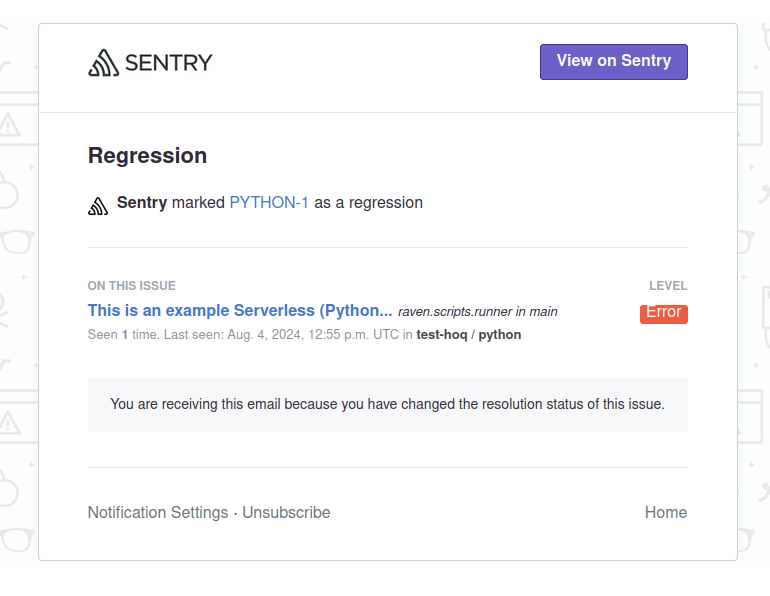 SENTRY
View on Sentry
Regression
Sentry marked PYTHON-1 as a regression
ON THIS ISSUE
LEVEL
This is an example Serverless (Python... raven.scripts.runner in main
Error
Seen 1 time. Last seen: Aug. 4, 2024, 12:55 p.m. UTC in test-hoq / python
You are receiving this email because you have changed the resolution status of this issue.
Notification Settings · Unsubscribe
Home